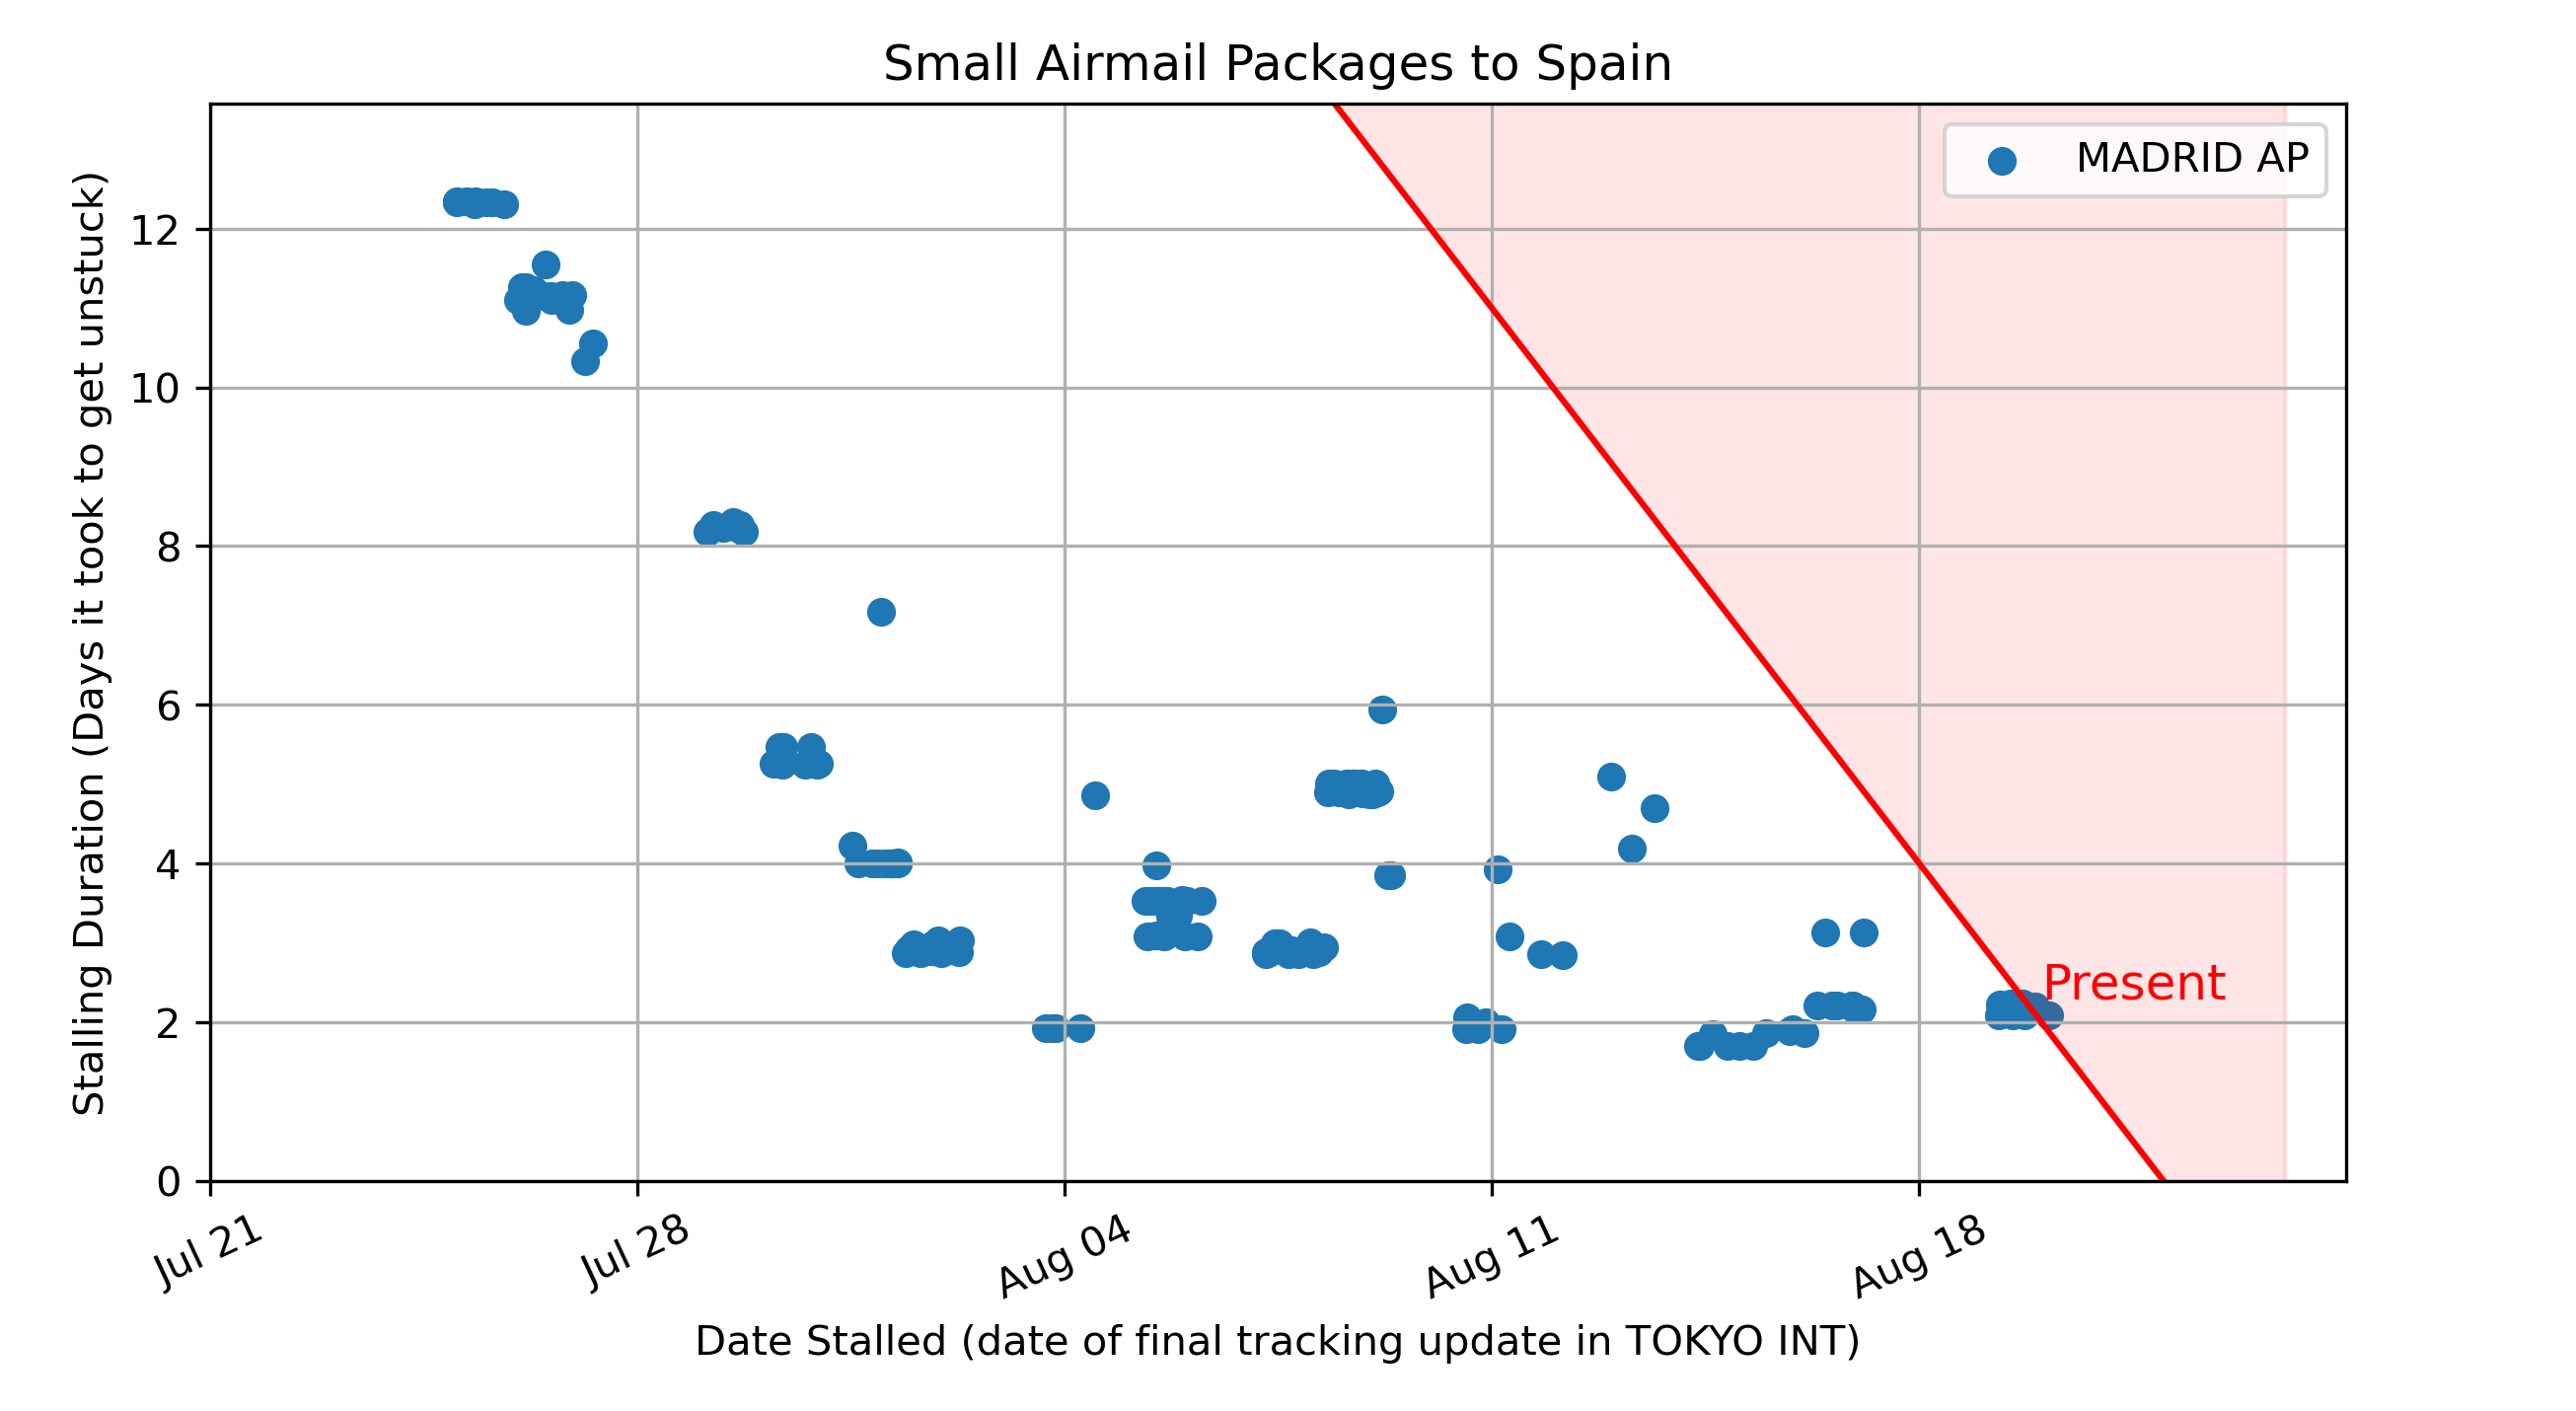 Small Airmail Packages to Spain
MADRID AP
Stalling Duration (Days it took to get unstuck)
12
10
8
6
4
2
0
Present
Jul 21
Jul 28
Aug 04
Aug 11
Aug 18
Date Stalled (date of final tracking update in TOKYO INT)